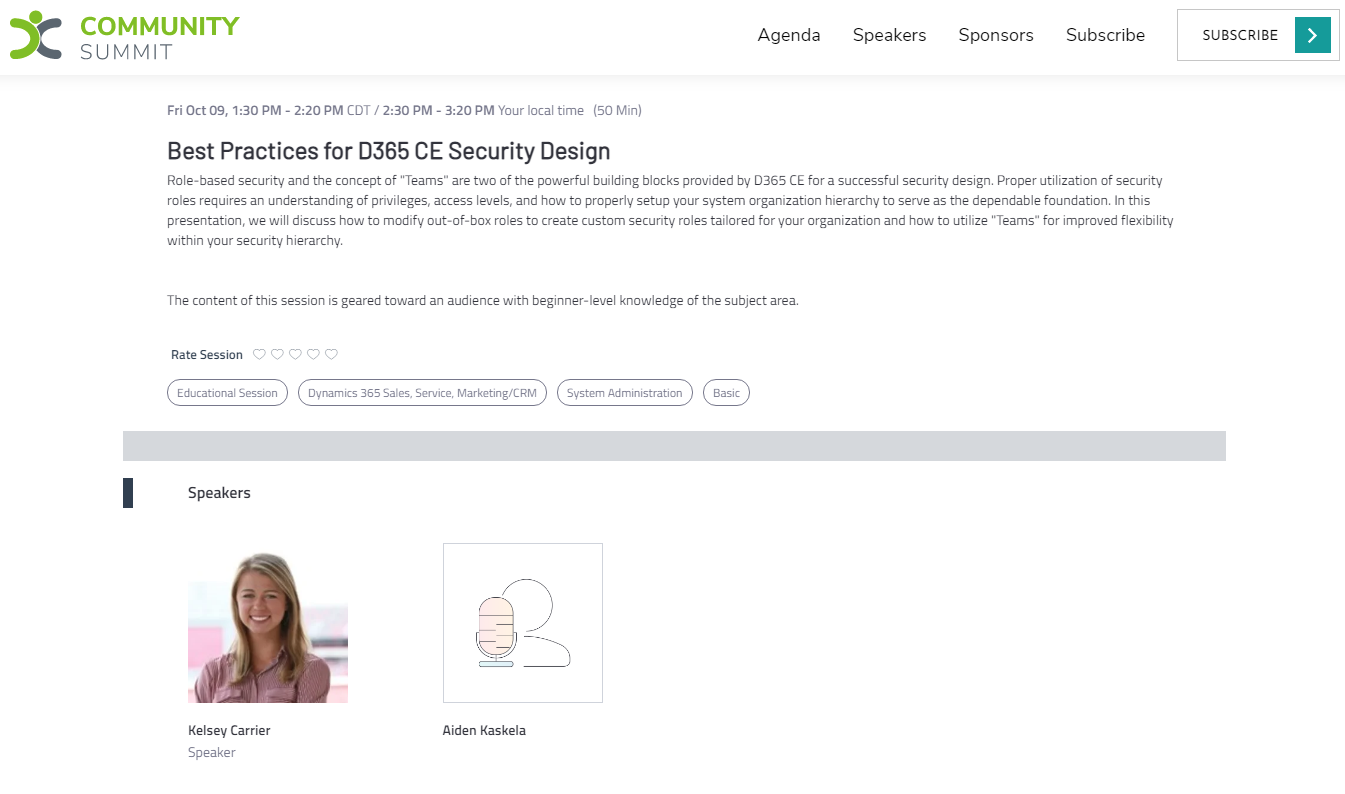 COMMUNITY
SUMMIT
Agenda Speakers Sponsors Subscribe SUBSCRIBE
Fri Oct 09, 1:30 PM - 2:20 PM CDT / 2:30 PM - 3:20 PM Your local time (50 Min)
Best Practices for D365 CE Security Design
Role-based security and the concept of "Teams" are two of the powerful building blocks provided by D365 CE for a successful security design. Proper utilization of security
roles requires an understanding of privileges, access levels, and how to properly setup your system organization hierarchy to serve as the dependable foundation. In this
presentation, we will discuss how to modify out-of-box roles to create custom security roles tailored for your organization and how to utilize "Teams" for improved flexibility
within your security hierarchy.
The content of this session is geared toward an audience with beginner-level knowledge of the subject area.
Rate Session
Educational Session Dynamics 365 Sales, Service, Marketing/CRM System Administration Basic
Speakers
Kelsey Carrier Aiden Kaskela
Speaker